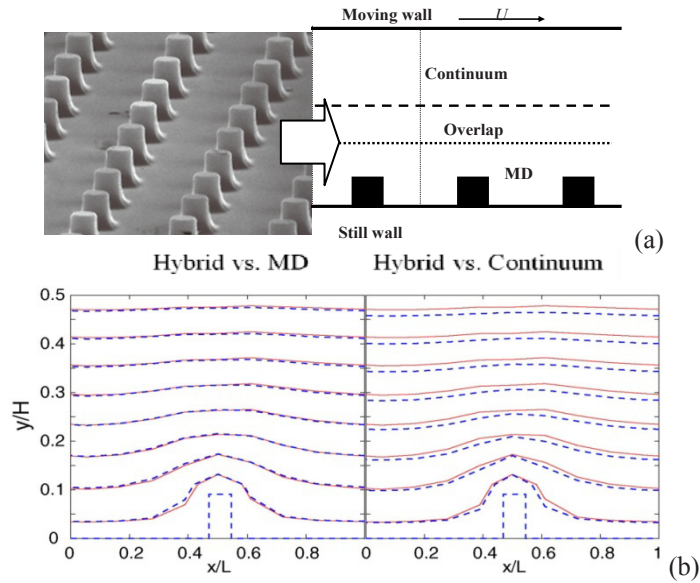 Moving wall
U
Continuum
Overlap
MD
Still wall
(a)
Hybrid vs. MD
Hybrid vs. Continuum
0.5
0.4
0.3
0.2
0.1
0
y/H
0 0.2 0.4 0.6 0.8 0 0.2 0.4 0.6 0.8 1
x/L x/L
(b)